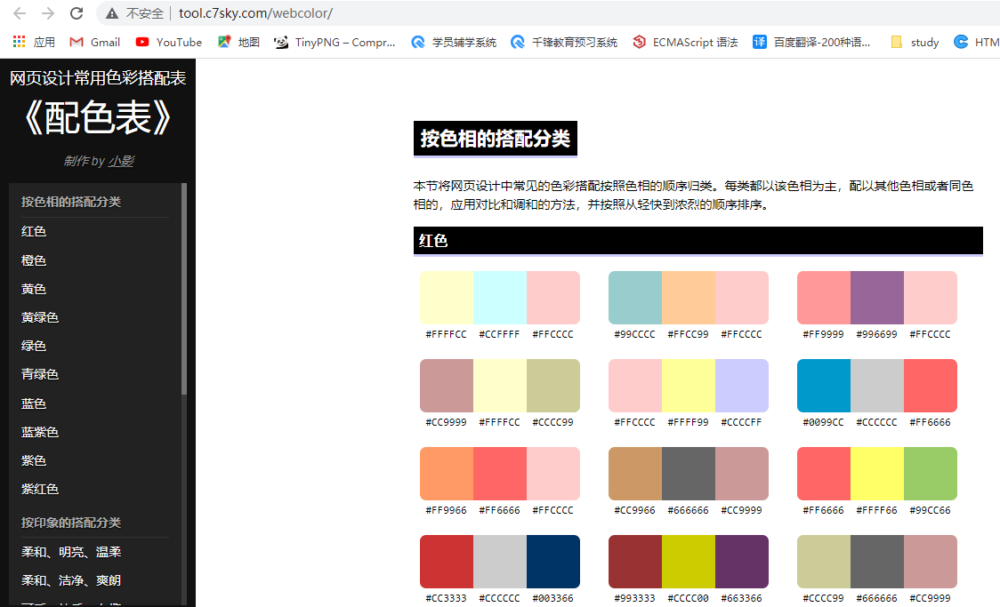 不安全 | tool.c7sky.com/webcolor/
应用 Gmail YouTube 地图 TinyPNG – Compr... 学员辅学系统 千锋教育预习系统 ECMAScript 语法 译 百度翻译-200种语... study HTM
网页设计常用色彩搭配表
《配色表》
制作 by 小影
按色相的搭配分类
红色
橙色
黄色
黄绿色
绿色
青绿色
蓝色
蓝紫色
紫色
紫红色
按印象的搭配分类
柔和、明亮、温柔
柔和、洁净、爽朗
按色相的搭配分类
本节将网页设计中常见的色彩搭配按照色相的顺序归类。每类都以该色相为主，配以其他色相或者同色
相的，应用对比和调和的方法，并按照从轻快到浓烈的顺序排序。
红色
#FFFFCC #CCFFFF #FFCCCC #99CCCC #FFCC99 #FFCCCC #FF9999 #996699 #FFCCCC
#CC9999 #FFFFCC #CCCC99 #FFCCCC #FFFF99 #CCCCFF #0099CC #CCCCCC #FF6666
#FF9966 #FF6666 #FFCCCC #CC9966 #666666 #CC9999 #FF6666 #FFFF66 #99CC66
#CC3333 #CCCCCC #003366 #993333 #CCCC00 #663366 #CCCC99 #666666 #CC9999